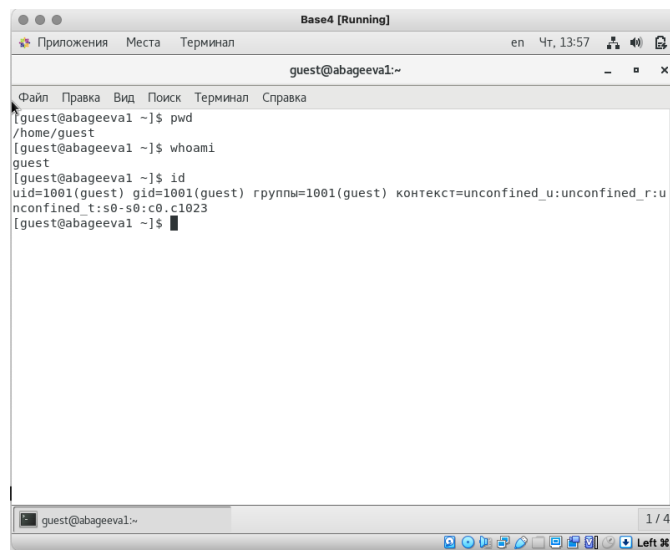 Base4 [Running]
Приложения Места Терминал en Чт, 13:57
guest@abageeva1:~
Файл Правка Вид Поиск Терминал Справка
[guest@abageeva1 ~]$ pwd
/home/guest
[guest@abageeva1 ~]$ whoami
guest
[guest@abageeva1 ~]$ id
uid=1001(guest) gid=1001(guest) группы=1001(guest) контекст=unconfined_u:unconfined_r:u
nconfined_t:s0-s0:c0.c1023
[guest@abageeva1 ~]$
guest@abageeva1:~ 1 / 4
Left ⌘